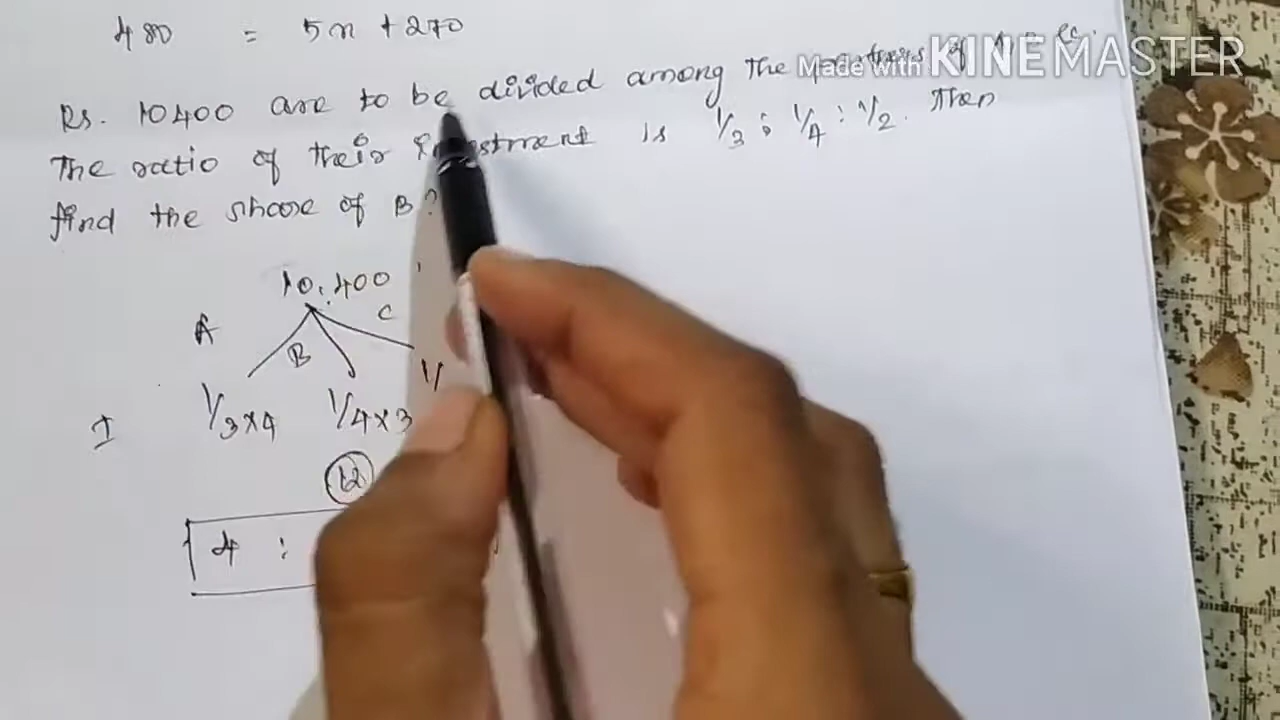 480 = 5x + 270
Made with KINEMASTER
Rs. 10400 are to be divided among the of
The ratio of their is 1/3 : 1/4 : 1/2. Then
find the share of B?
10,400
A B C
I 1/3×4 1/4×3 1/
12
4 :